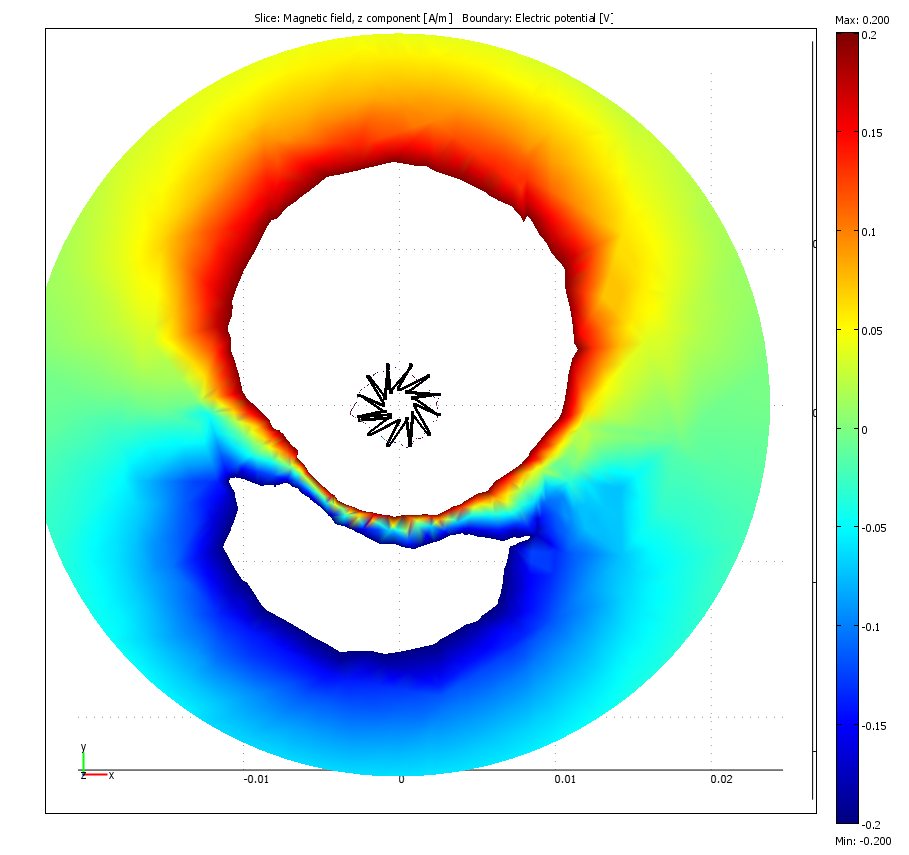 Slice: Magnetic field, z component [A/m]   Boundary: Electric potential [V]
Max: 0.200
0.2
0.15
0.1
0.05
0
-0.05
-0.1
-0.15
-0.2
Min: -0.200
y
z
x
-0.01
0
0.01
0.02